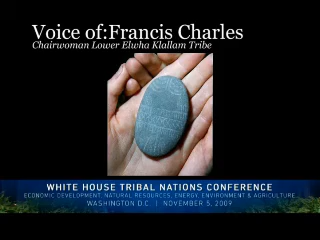 Voice of:Francis Charles
Chairwoman Lower Elwha Klallam Tribe
WHITE HOUSE TRIBAL NATIONS CONFERENCE
ECONOMIC DEVELOPMENT, NATURAL RESOURCES, ENERGY, ENVIRONMENT & AGRICULTURE
WASHINGTON D.C. | NOVEMBER 5, 2009